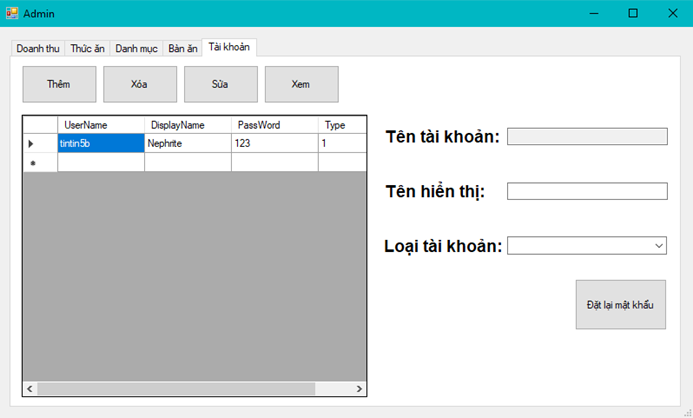 Admin
Doanh thu Thức ăn Danh mục Bàn ăn Tài khoản
Thêm Xóa Sửa Xem
UserName DisplayName PassWord Type
tintin5b Nephrite 123 1
Tên tài khoản:
Tên hiển thị:
Loại tài khoản:
Đặt lại mật khẩu